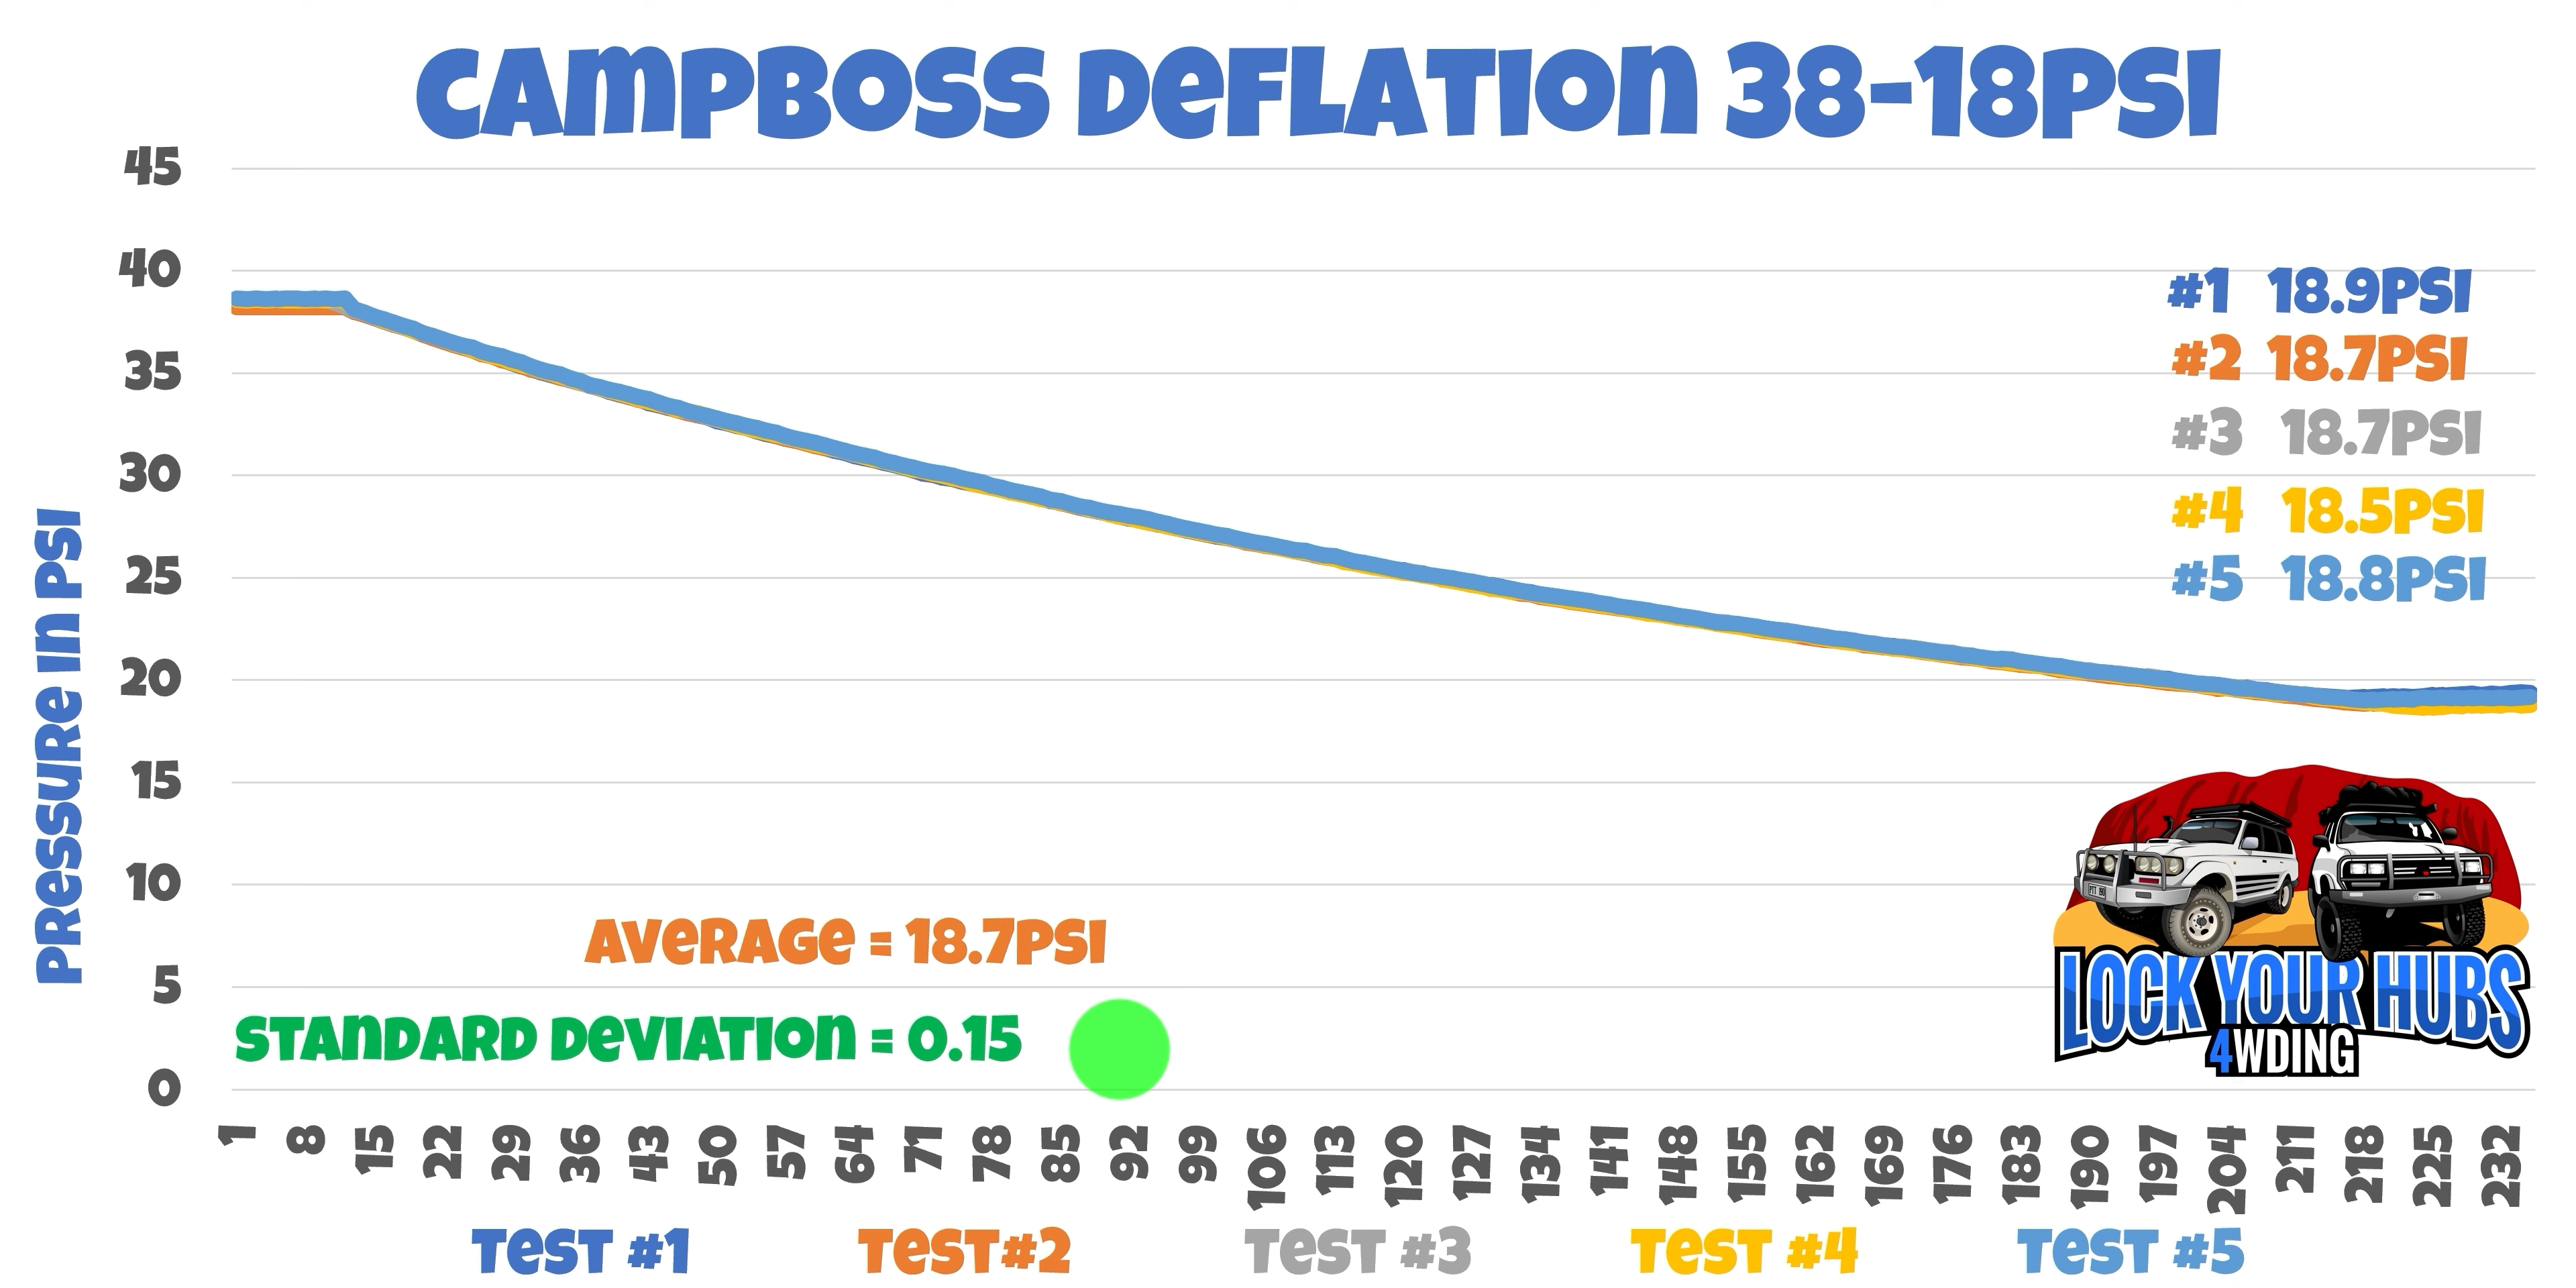 CAMPBOSS DEFLATION 38-18PSI
45
40
35
30
25
20
15
10
5
0
PRESSURE IN PSI
#1 18.9PSI
#2 18.7PSI
#3 18.7PSI
#4 18.5PSI
#5 18.8PSI
AVERAGE = 18.7PSI
STANDARD DEVIATION = 0.15
LOCK YOUR HUBS
4WDING
1 8 15 22 29 36 43 50 57 64 71 78 85 92 99 106 113 120 127 134 141 148 155 162 169 176 183 190 197 204 211 218 225 232
TEST #1 TEST#2 TEST #3 TEST #4 TEST #5